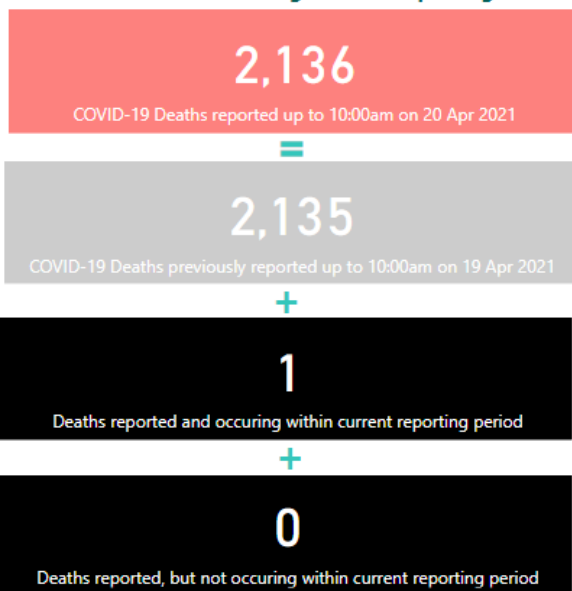 2,136
COVID-19 Deaths reported up to 10:00am on 20 Apr 2021
=
2,135
COVID-19 Deaths previously reported up to 10:00am on 19 Apr 2021
+
1
Deaths reported and occuring within current reporting period
+
0
Deaths reported, but not occuring within current reporting period